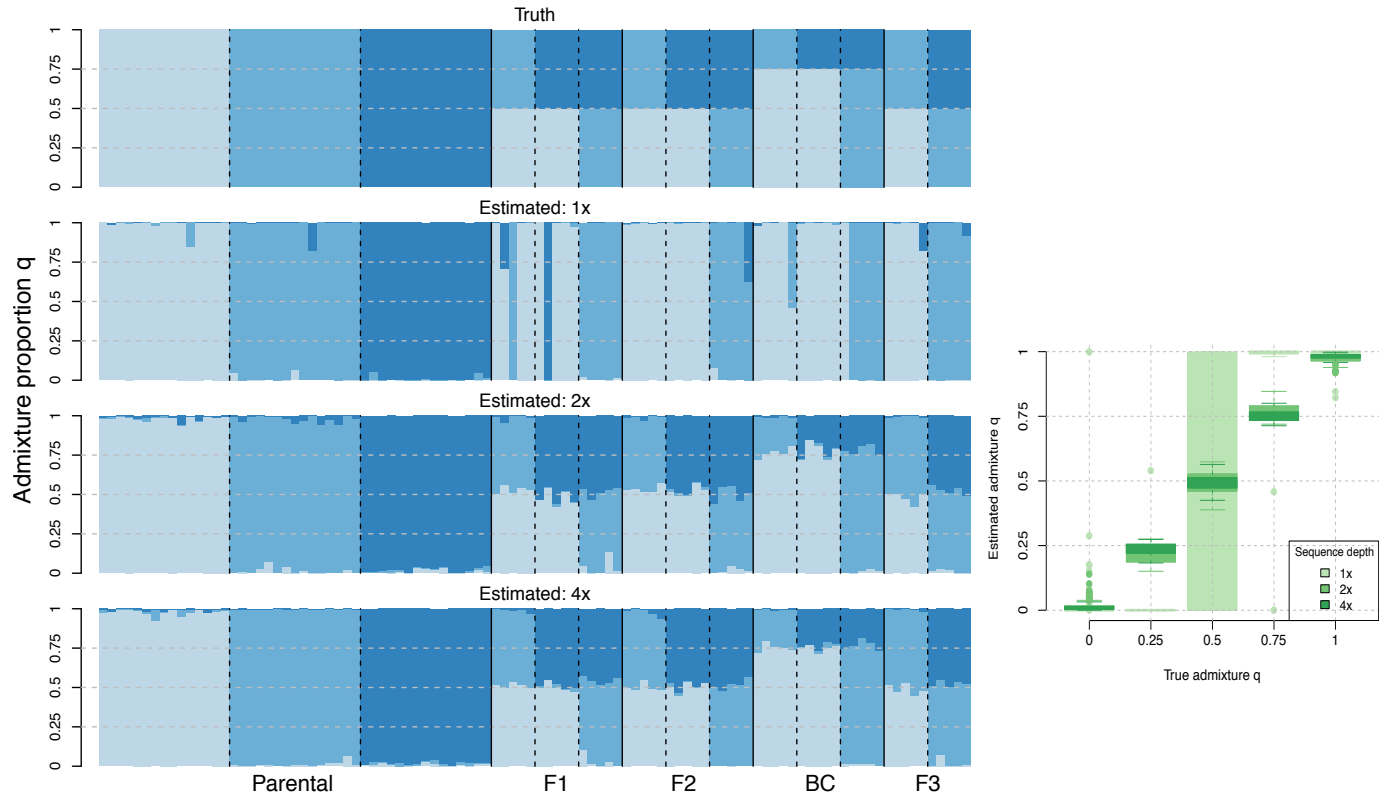 Truth
Admixture proportion q
1
0.75
0.5
0.25
0
Estimated: 1x
1
0.75
0.5
0.25
0
Estimated: 2x
1
0.75
0.5
0.25
0
Estimated: 4x
1
0.75
0.5
0.25
0
Parental F1 F2 BC F3
Estimated admixture q
1
0.75
0.5
0.25
0
Sequence depth
1x
2x
4x
0 0.25 0.5 0.75 1
True admixture q